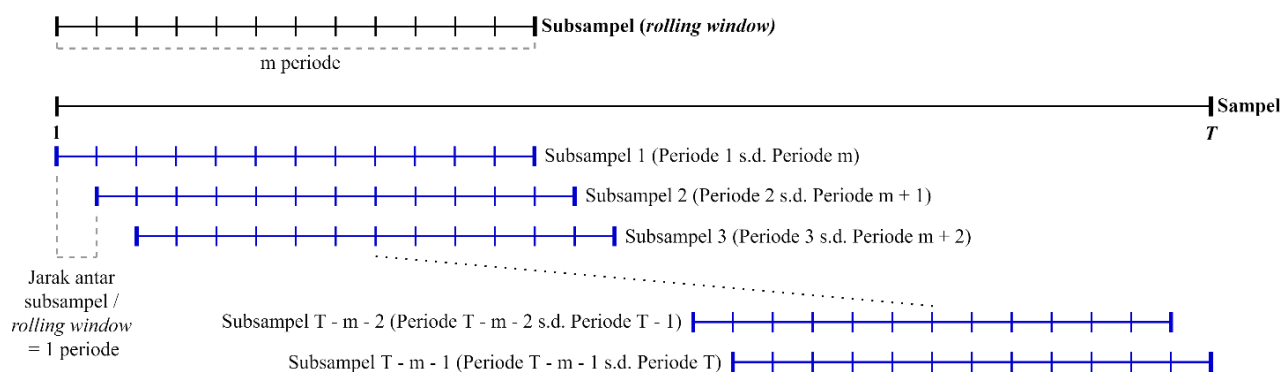 Subsampel (rolling window)
m periode
Sampel
1
T
Subsampel 1 (Periode 1 s.d. Periode m)
Subsampel 2 (Periode 2 s.d. Periode m + 1)
Subsampel 3 (Periode 3 s.d. Periode m + 2)
Jarak antar
subsampel /
rolling window
= 1 periode
Subsampel T - m - 2 (Periode T - m - 2 s.d. Periode T - 1)
Subsampel T - m - 1 (Periode T - m - 1 s.d. Periode T)